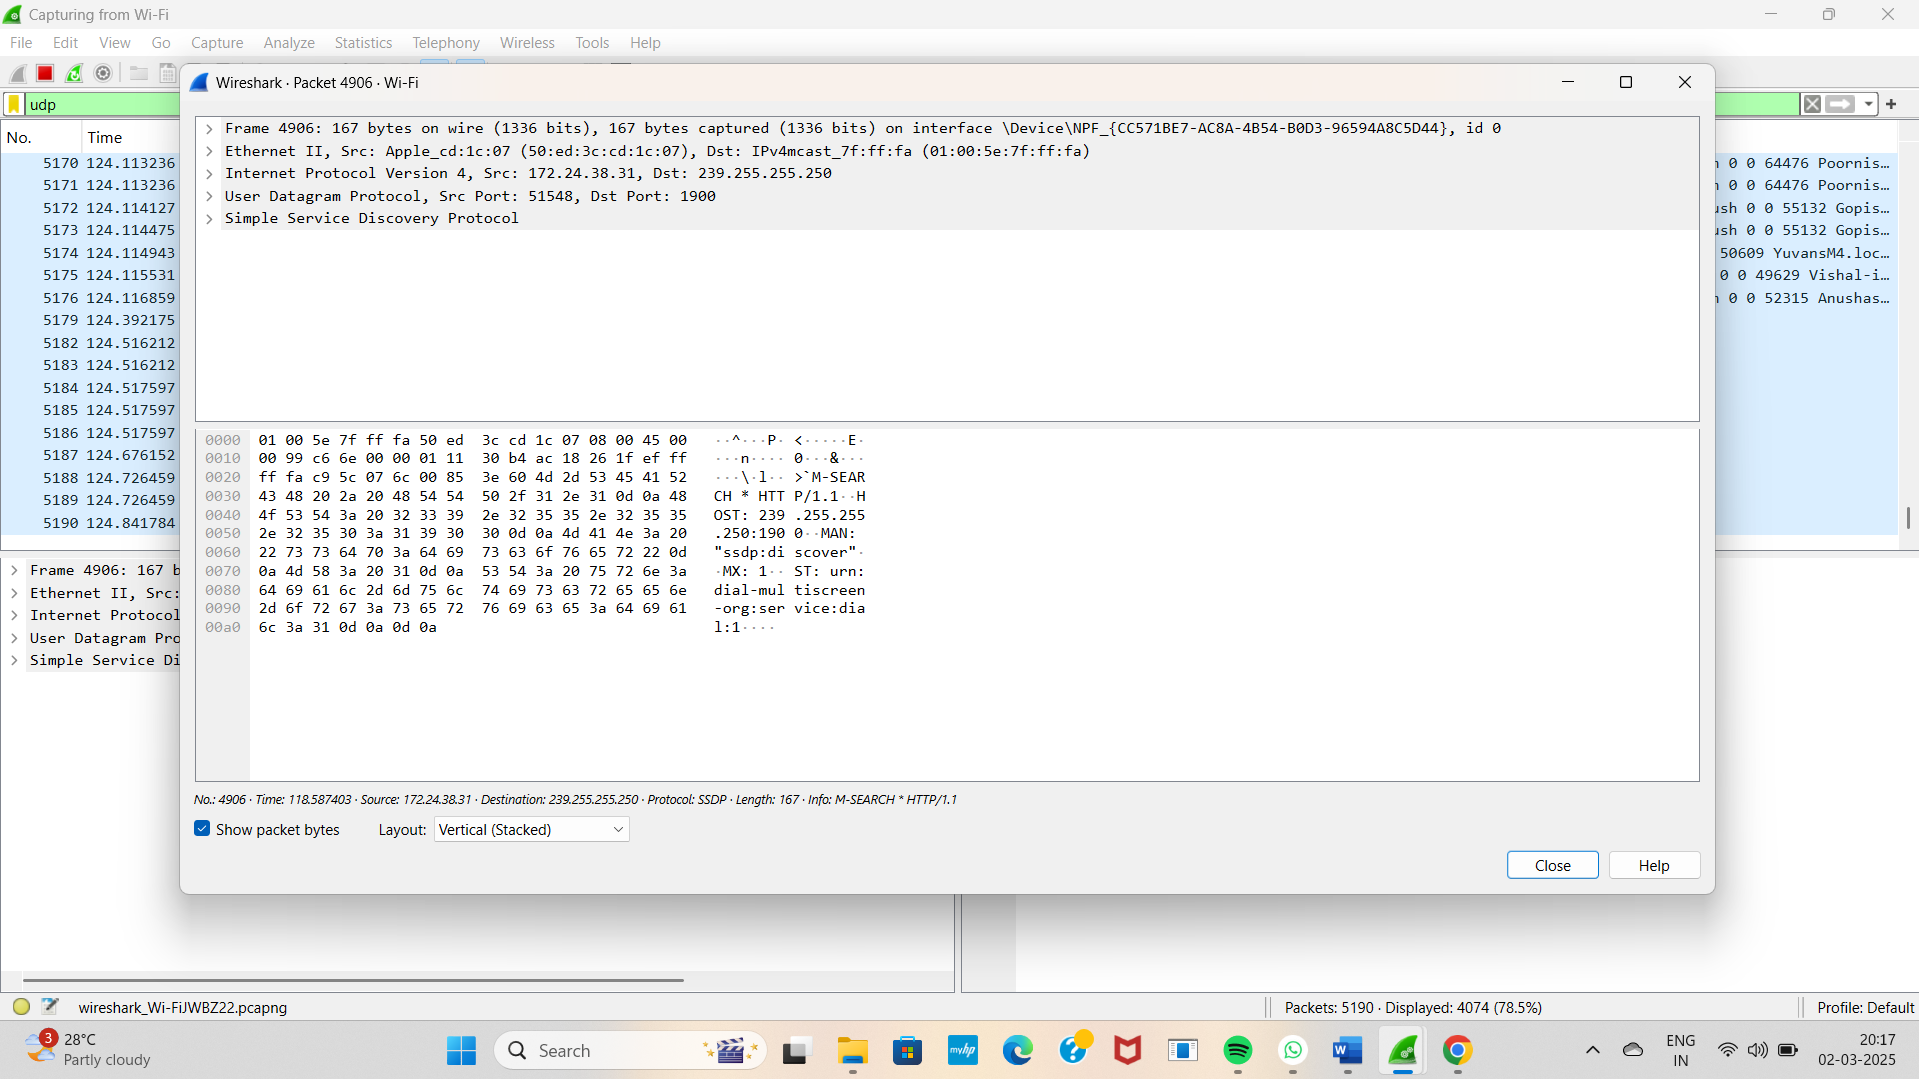 Capturing from Wi-Fi
File Edit View Go Capture Analyze Statistics Telephony Wireless Tools Help
Wireshark · Packet 4906 · Wi-Fi
udp
No. Time
5170 124.113236
5171 124.113236
5172 124.114127
5173 124.114475
5174 124.114943
5175 124.115531
5176 124.116859
5179 124.392175
5182 124.516212
5183 124.516212
5184 124.517597
5185 124.517597
5186 124.517597
5187 124.676152
5188 124.726459
5189 124.726459
5190 124.841784
0 0 64476 Poornis…
0 0 64476 Poornis…
ush 0 0 55132 Gopis…
ush 0 0 55132 Gopis…
50609 YuvansM4.loc…
0 0 49629 Vishal-i…
0 0 52315 Anushas…
Frame 4906: 167 bytes on wire (1336 bits), 167 bytes captured (1336 bits) on interface \Device\NPF_{CC571BE7-AC8A-4B54-B0D3-96594A8C5D44}, id 0
Ethernet II, Src: Apple_cd:1c:07 (50:ed:3c:cd:1c:07), Dst: IPv4mcast_7f:ff:fa (01:00:5e:7f:ff:fa)
Internet Protocol Version 4, Src: 172.24.38.31, Dst: 239.255.255.250
User Datagram Protocol, Src Port: 51548, Dst Port: 1900
Simple Service Discovery Protocol
0000 01 00 5e 7f ff fa 50 ed 3c cd 1c 07 08 00 45 00 ··^···P· <·····E·
0010 00 99 c6 6e 00 00 01 11 30 b4 ac 18 26 1f ef ff ···n···· 0···&···
0020 ff fa c9 5c 07 6c 00 85 3e 60 4d 2d 53 45 41 52 ···\·l·· >`M-SEAR
0030 43 48 20 2a 20 48 54 54 50 2f 31 2e 31 0d 0a 48 CH * HTT P/1.1··H
0040 4f 53 54 3a 20 32 33 39 2e 32 35 35 2e 32 35 35 OST: 239 .255.255
0050 2e 32 35 30 3a 31 39 30 30 0d 0a 4d 41 4e 3a 20 .250:190 0··MAN:
0060 22 73 73 64 70 3a 64 69 73 63 6f 76 65 72 22 0d "ssdp:di scover"·
0070 0a 4d 58 3a 20 31 0d 0a 53 54 3a 20 75 72 6e 3a ·MX: 1·· ST: urn:
0080 64 69 61 6c 2d 6d 75 6c 74 69 73 63 72 65 65 6e dial-mul tiscreen
0090 2d 6f 72 67 3a 73 65 72 76 69 63 65 3a 64 69 61 -org:ser vice:dia
00a0 6c 3a 31 0d 0a 0d 0a l:1····
Frame 4906: 167 b
Ethernet II, Src:
Internet Protocol
User Datagram Pro
Simple Service Di
No.: 4906 · Time: 118.587403 · Source: 172.24.38.31 · Destination: 239.255.255.250 · Protocol: SSDP · Length: 167 · Info: M-SEARCH * HTTP/1.1
Show packet bytes Layout: Vertical (Stacked)
Close Help
wireshark_Wi-FiJWBZ22.pcapng Packets: 5190 · Displayed: 4074 (78.5%) Profile: Default
3 28°C
Partly cloudy
Search
myhp
ENG
IN
20:17
02-03-2025